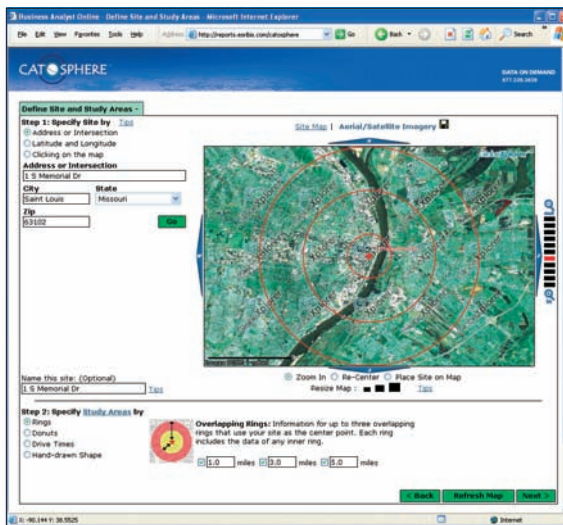 Business Analyst Online - Define Site and Study Areas - Microsoft Internet Explorer
File Edit View Favorites Tools Help Address http://reports.esribis.com/catosphere Go Back Search
CATOSPHERE
DATA ON DEMAND
Define Site and Study Areas -
Step 1: Specify Site by Tips
Address or Intersection
Latitude and Longitude
Clicking on the map
Site Map | Aerial/Satellite Imagery
Address or Intersection
1 S Memorial Dr
City State
Saint Louis Missouri
Zip
63102 Go
Name this site: (Optional)
1 S Memorial Dr Tips
Zoom In Re-Center Place Site on Map
Resize Map : Tips
Step 2: Specify Study Areas by
Rings
Donuts
Drive Times
Hand-drawn Shape
Overlapping Rings: Information for up to three overlapping
rings that use your site as the center point. Each ring
includes the data of any inner ring.
1.0 miles 3.0 miles 5.0 miles
< Back Refresh Map Next >
X: -90.144 Y: 38.5525 Internet